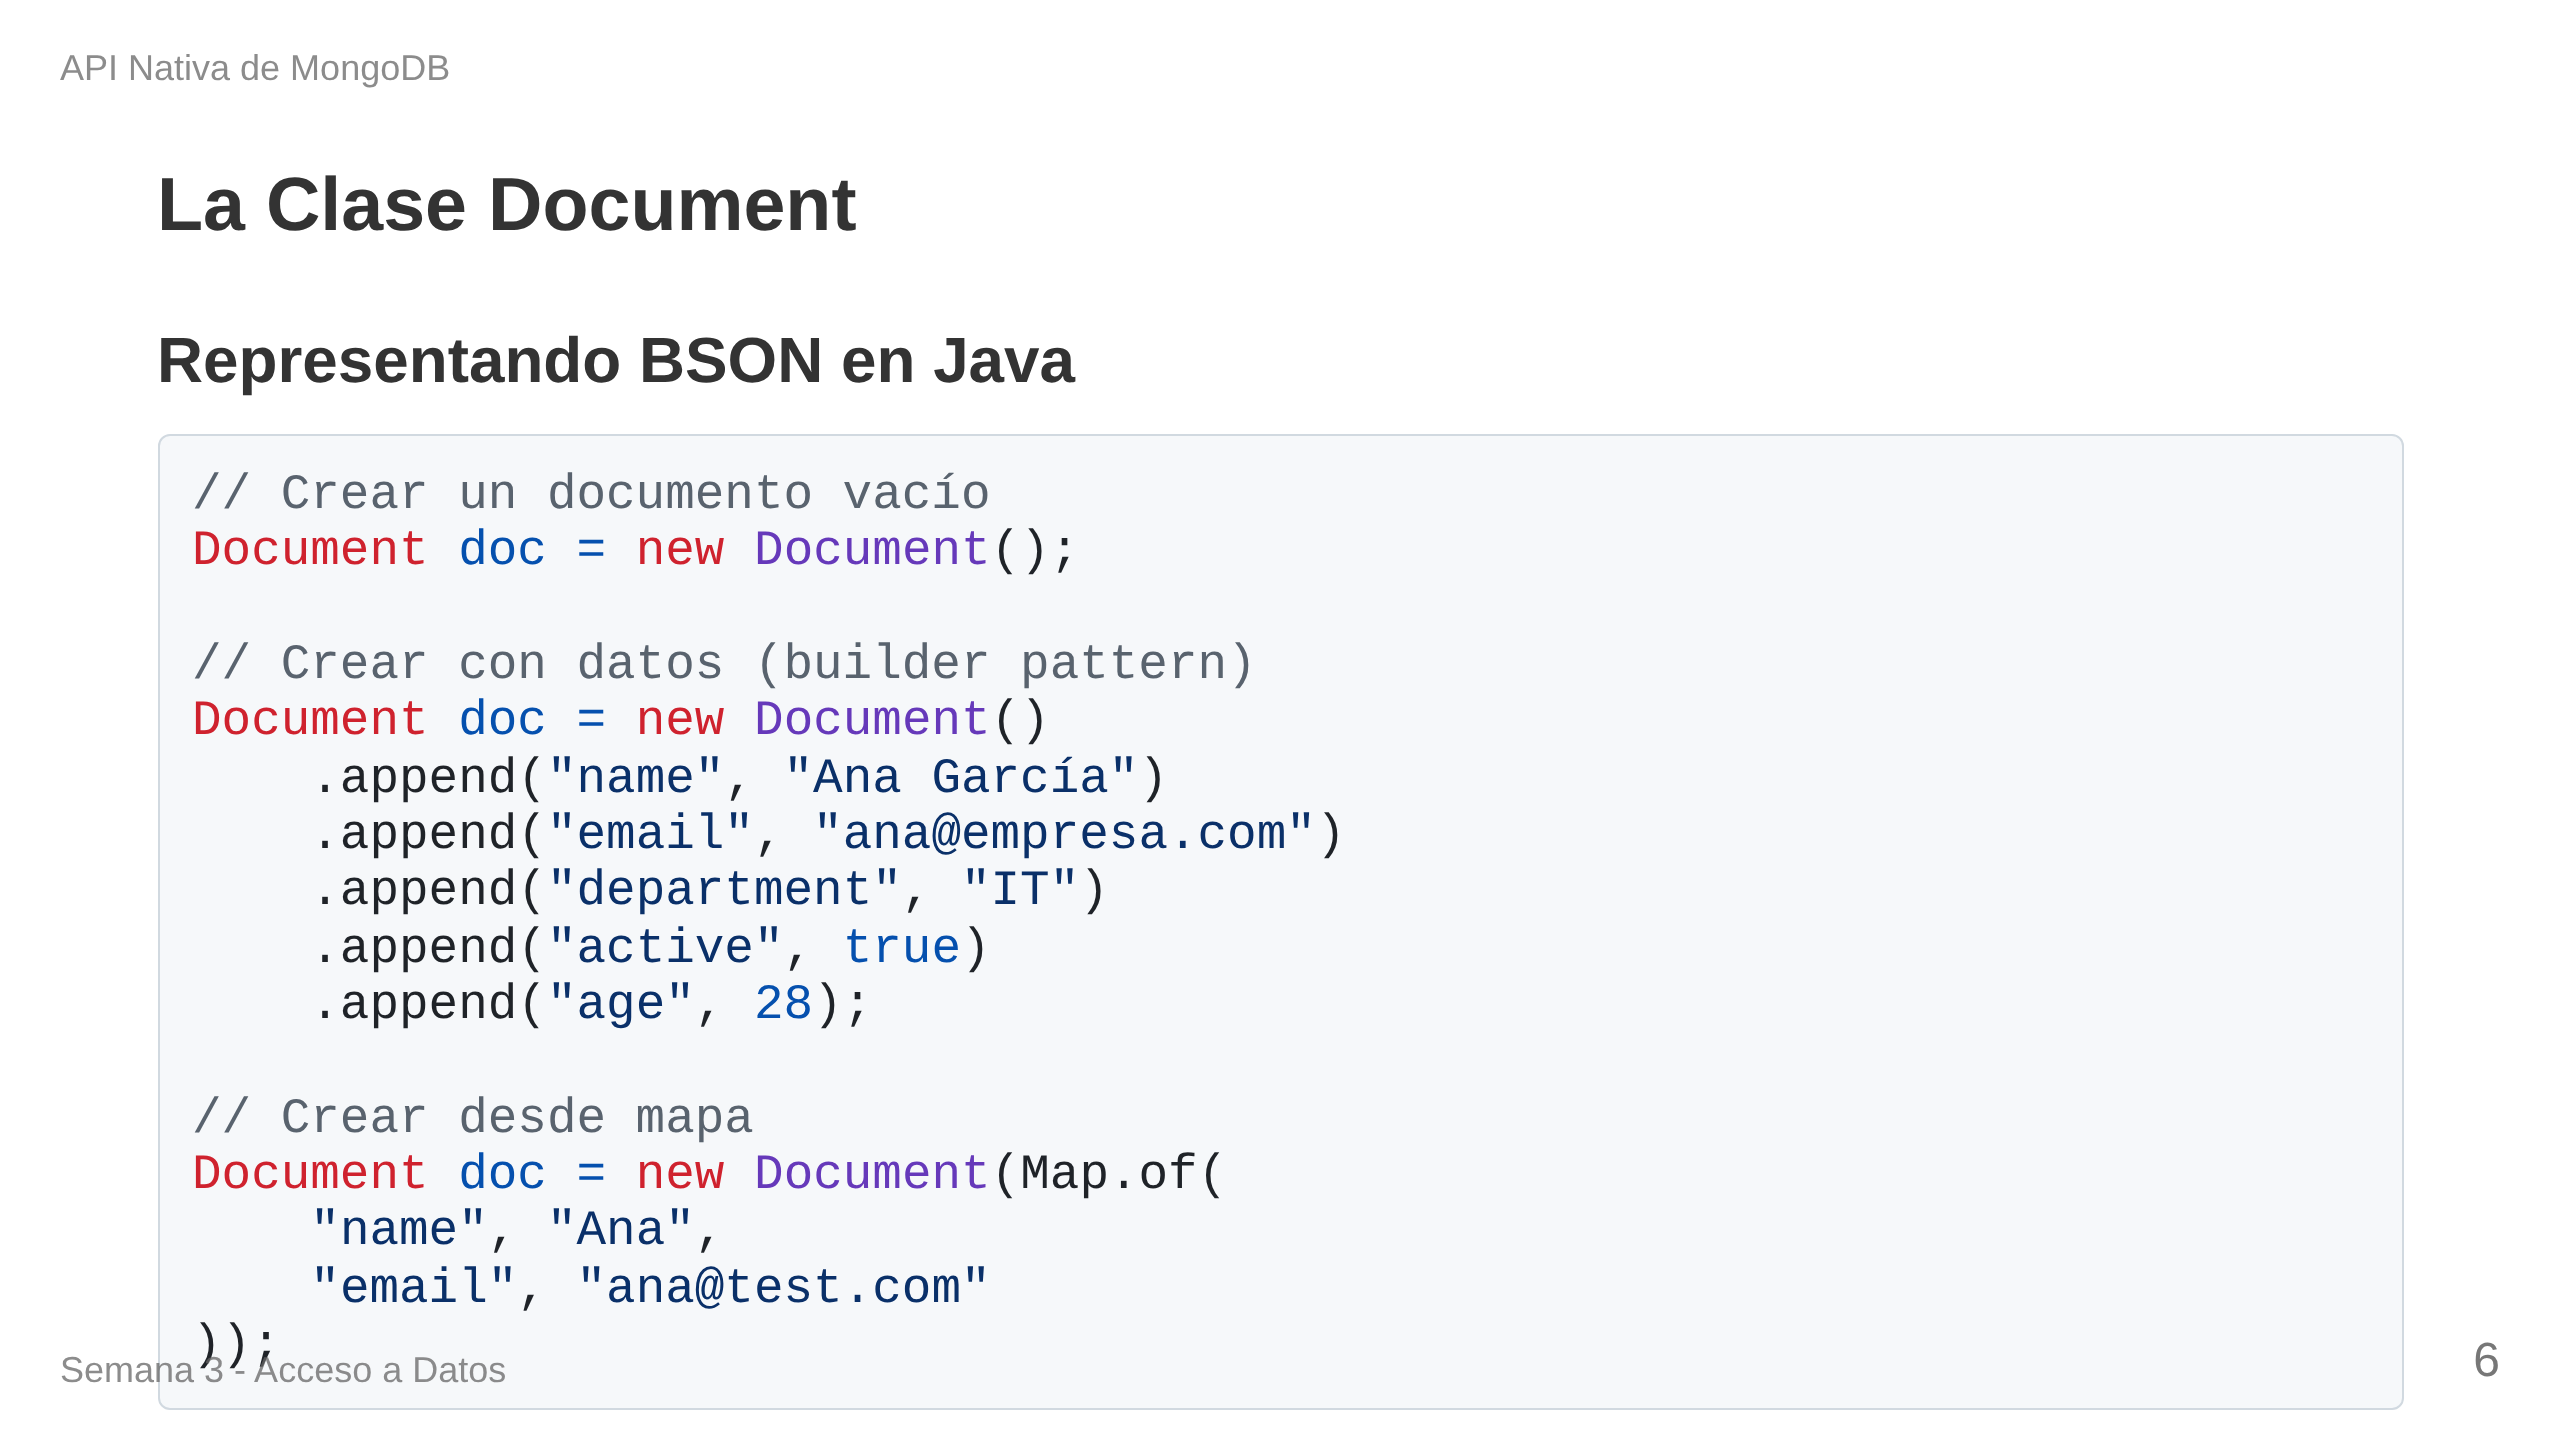 API Nativa de MongoDB
La Clase Document
Representando BSON en Java
// Crear un documento vacío
Document doc = new Document();

// Crear con datos (builder pattern)
Document doc = new Document()
    .append("name", "Ana García")
    .append("email", "ana@empresa.com")
    .append("department", "IT")
    .append("active", true)
    .append("age", 28);

// Crear desde mapa
Document doc = new Document(Map.of(
    "name", "Ana",
    "email", "ana@test.com"
));
Semana 3 - Acceso a Datos
6